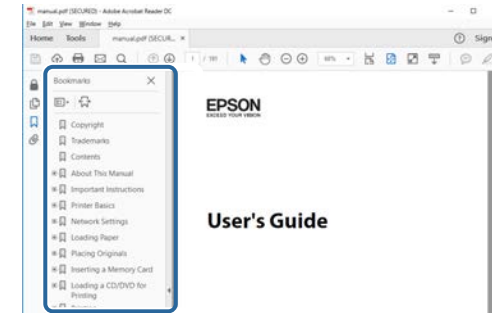 manual.pdf (SECURED) - Adobe Acrobat Reader DC
File Edit View Window Help
Home Tools manual.pdf (SECUR... ×
Sign
1 / 191
Bookmarks ×
Copyright
Trademarks
Contents
About This Manual
Important Instructions
Printer Basics
Network Settings
Loading Paper
Placing Originals
Inserting a Memory Card
Loading a CD/DVD for
Printing
EPSON
EXCEED YOUR VISION
User's Guide